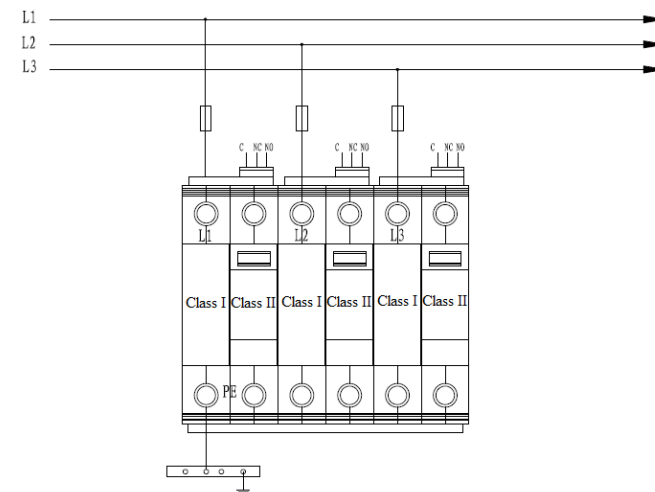 L1
L2
L3
C NC NO C NC NO C NC NO
L1 L2 L3
Class I Class II Class I Class II Class I Class II
PE